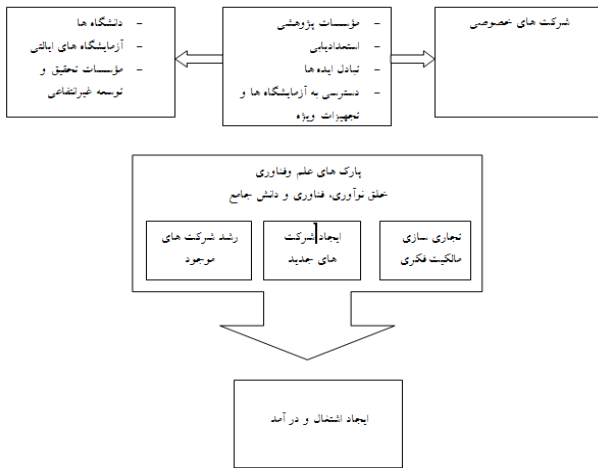 شرکت های خصوصی
- مؤسسات پژوهشی
- استعدادیابی
- تبادل ایده ها
- دسترسی به آزمایشگاه ها و
تجهیزات ویژه
- دانشگاه ها
- آزمایشگاه های ایالتی
- مؤسسات تحقیق و
توسعه غیرانتفاعی
پارک های علم وفناوری
خلق نوآوری، فناوری و دانش جامع
تجاری سازی
مالکیت فکری
ایجاد شرکت
های جدید
رشد شرکت های
موجود
ایجاد اشتغال و در آمد